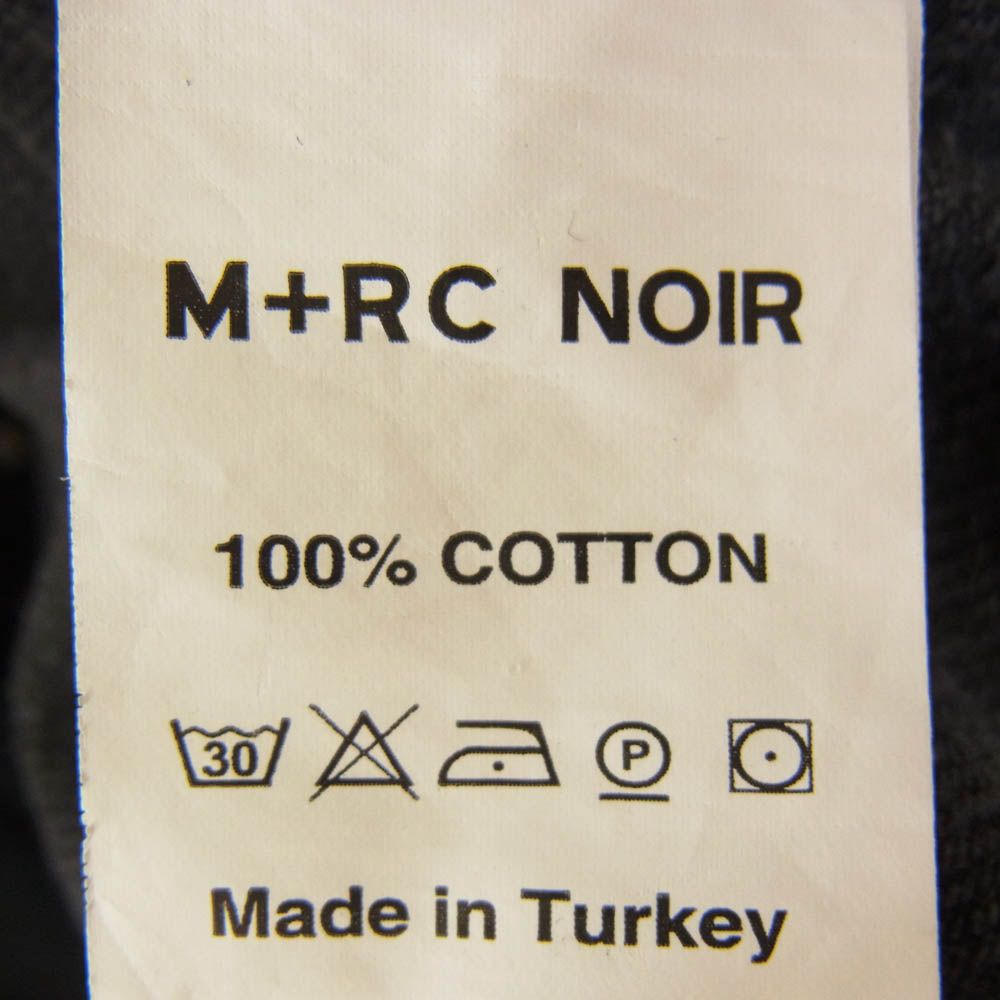 M+RC NOIR
100% COTTON
30 P
Made in Turkey